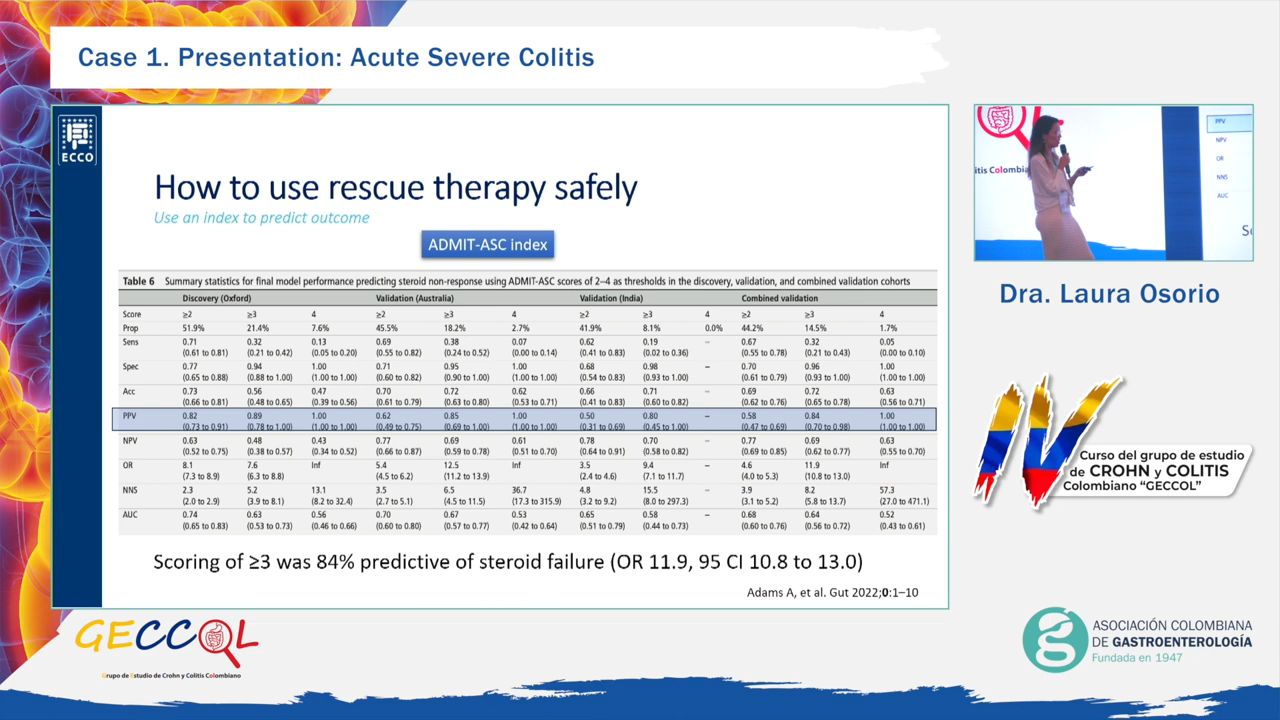 Case 1. Presentation: Acute Severe Colitis
ECCO
How to use rescue therapy safely
Use an index to predict outcome
ADMIT-ASC index
Table 6 Summary statistics for final model performance predicting steroid non-response using ADMIT-ASC scores of 2–4 as thresholds in the discovery, validation, and combined validation cohorts
Discovery (Oxford) Validation (Australia) Validation (India) Combined validation
Score ≥2 ≥3 4 ≥2 ≥3 4 ≥2 ≥3 4 ≥2 ≥3 4
Prop 51.9% 21.4% 7.6% 45.5% 18.2% 2.7% 41.9% 8.1% 0.0% 44.2% 14.5% 1.7%
Sens 0.71 0.32 0.13 0.69 0.38 0.14 0.62 0.19 – 0.67 0.32 0.05
(0.61 to 0.81) (0.21 to 0.42) (0.05 to 0.20) (0.55 to 0.82) (0.24 to 0.52) (0.00 to 0.14) (0.41 to 0.83) (0.02 to 0.36) (0.55 to 0.78) (0.21 to 0.43) (0.00 to 0.10)
Spec 0.77 0.94 1.00 0.71 0.95 1.00 0.68 0.98 – 0.70 0.96 1.00
(0.65 to 0.88) (0.88 to 1.00) (1.00 to 1.00) (0.60 to 0.82) (0.90 to 1.00) (1.00 to 1.00) (0.54 to 0.83) (0.93 to 1.00) (0.61 to 0.79) (0.93 to 1.00) (1.00 to 1.00)
Acc 0.73 0.56 0.47 0.70 0.72 0.62 0.66 0.71 – 0.69 0.72 0.63
(0.66 to 0.81) (0.48 to 0.65) (0.39 to 0.56) (0.61 to 0.79) (0.63 to 0.80) (0.53 to 0.71) (0.41 to 0.83) (0.60 to 0.82) (0.62 to 0.76) (0.65 to 0.78) (0.56 to 0.71)
PPV 0.82 0.89 1.00 0.62 0.85 1.00 0.50 0.80 – 0.58 0.84 1.00
(0.73 to 0.91) (0.78 to 1.00) (1.00 to 1.00) (0.49 to 0.75) (0.69 to 1.00) (1.00 to 1.00) (0.31 to 0.69) (0.45 to 1.00) (0.47 to 0.69) (0.70 to 0.98) (1.00 to 1.00)
NPV 0.63 0.48 0.43 0.77 0.69 0.61 0.78 0.70 – 0.77 0.69 0.63
(0.52 to 0.75) (0.38 to 0.57) (0.34 to 0.52) (0.66 to 0.87) (0.59 to 0.78) (0.51 to 0.70) (0.64 to 0.91) (0.58 to 0.82) (0.69 to 0.85) (0.62 to 0.77) (0.55 to 0.70)
OR 8.1 7.6 Inf 5.4 12.5 Inf 3.5 9.4 – 4.6 11.9 Inf
(7.3 to 8.9) (6.3 to 8.8) (4.5 to 6.2) (11.2 to 13.9) (2.4 to 4.6) (7.1 to 11.7) (4.0 to 5.3) (10.8 to 13.0)
NNS 2.3 5.2 13.1 3.5 6.5 36.7 4.8 15.5 – 3.9 8.2 57.3
(2.0 to 2.9) (3.9 to 8.1) (8.2 to 32.4) (2.7 to 5.1) (4.5 to 11.5) (17.3 to 315.9) (3.2 to 9.2) (8.0 to 297.3) (3.1 to 5.2) (5.8 to 13.7) (27.0 to 471.1)
AUC 0.74 0.63 0.56 0.70 0.67 0.53 0.65 0.58 – 0.68 0.64 0.52
(0.65 to 0.83) (0.53 to 0.73) (0.46 to 0.66) (0.60 to 0.80) (0.57 to 0.77) (0.42 to 0.64) (0.51 to 0.79) (0.44 to 0.73) (0.60 to 0.76) (0.56 to 0.72) (0.43 to 0.61)
Scoring of ≥3 was 84% predictive of steroid failure (OR 11.9, 95 CI 10.8 to 13.0)
Adams A, et al. Gut 2022;0:1–10
itis Colombia
PPV
NPV
OR
NNS
AUC
Dra. Laura Osorio
IV
Curso del grupo de estudio
de CROHN y COLITIS
Colombiano “GECCOL”
GECCOL
Grupo de Estudio de Crohn y Colitis Colombiano
ASOCIACIÓN COLOMBIANA
DE GASTROENTEROLOGÍA
Fundada en 1947